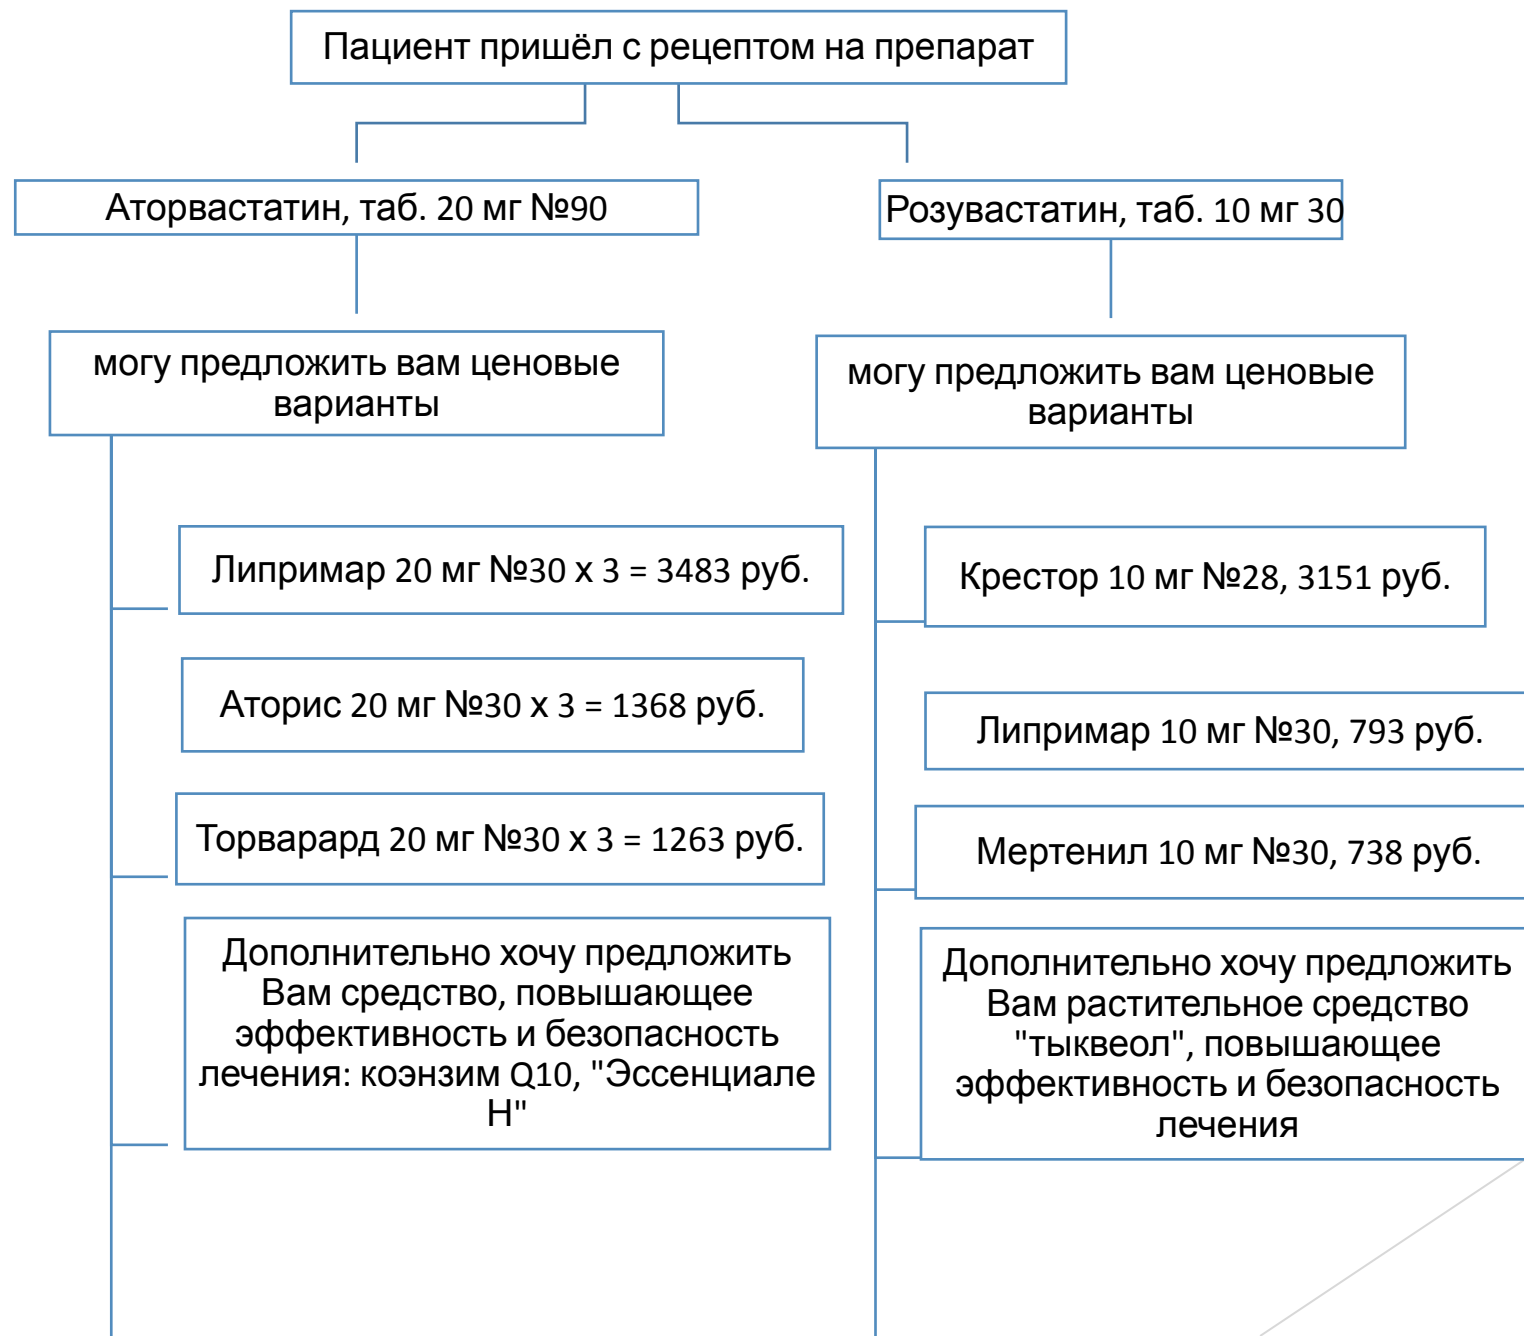 Пациент пришёл с рецептом на препарат
Аторвастатин, таб. 20 мг №90
могу предложить вам ценовые
варианты
Липримар 20 мг №30 х 3 = 3483 руб.
Аторис 20 мг №30 х 3 = 1368 руб.
Торварард 20 мг №30 х 3 = 1263 руб.
Дополнительно хочу предложить
Вам средство, повышающее
эффективность и безопасность
лечения: коэнзим Q10, "Эссенциале
Н"
Розувастатин, таб. 10 мг 30
могу предложить вам ценовые
варианты
Крестор 10 мг №28, 3151 руб.
Липримар 10 мг №30, 793 руб.
Мертенил 10 мг №30, 738 руб.
Дополнительно хочу предложить
Вам растительное средство
"тыквеол", повышающее
эффективность и безопасность
лечения